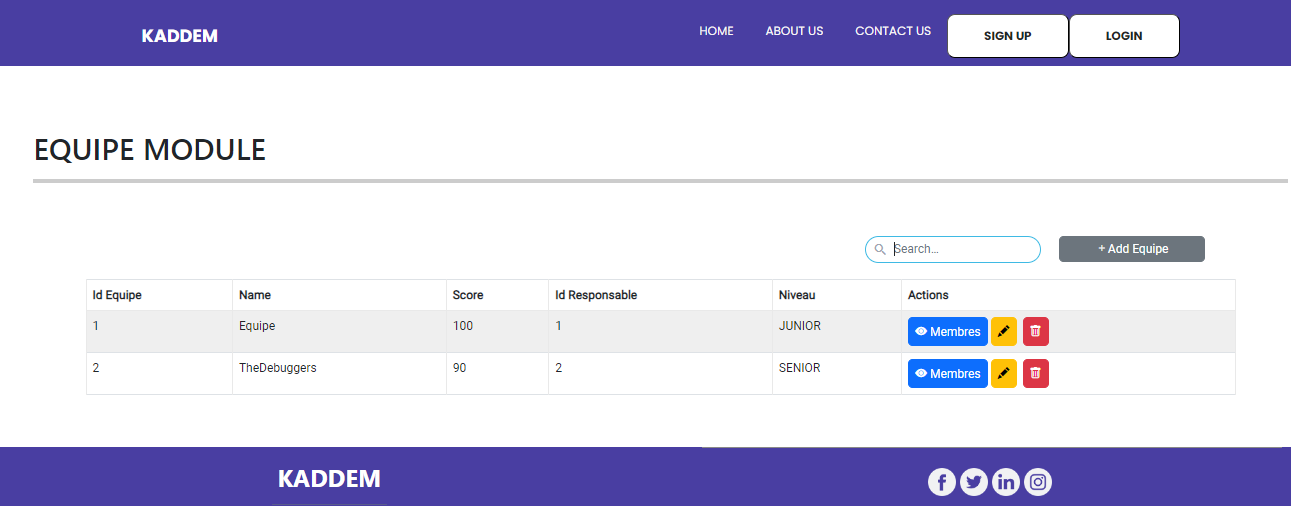 KADDEM HOME ABOUT US CONTACT US SIGN UP LOGIN
EQUIPE MODULE
Search... + Add Equipe
Id Equipe Name Score Id Responsable Niveau Actions
1 Equipe 100 1 JUNIOR Membres
2 TheDebuggers 90 2 SENIOR Membres
KADDEM